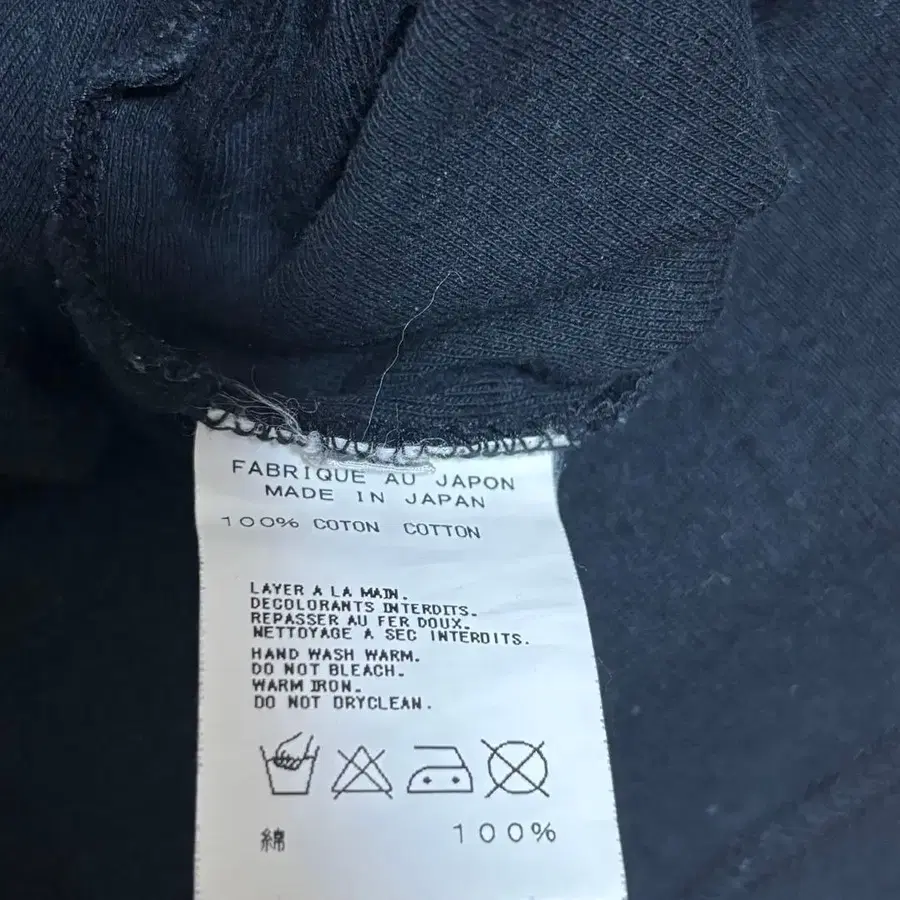 FABRIQUE AU JAPON
MADE IN JAPAN
100% COTON COTTON
LAYER A LA MAIN.
DECOLORANTS INTERDITS.
REPASSER AU FER DOUX.
NETTOYAGE A SEC INTERDITS.
HAND WASH WARM.
DO NOT BLEACH.
WARM IRON.
DO NOT DRYCLEAN.
綿 100%